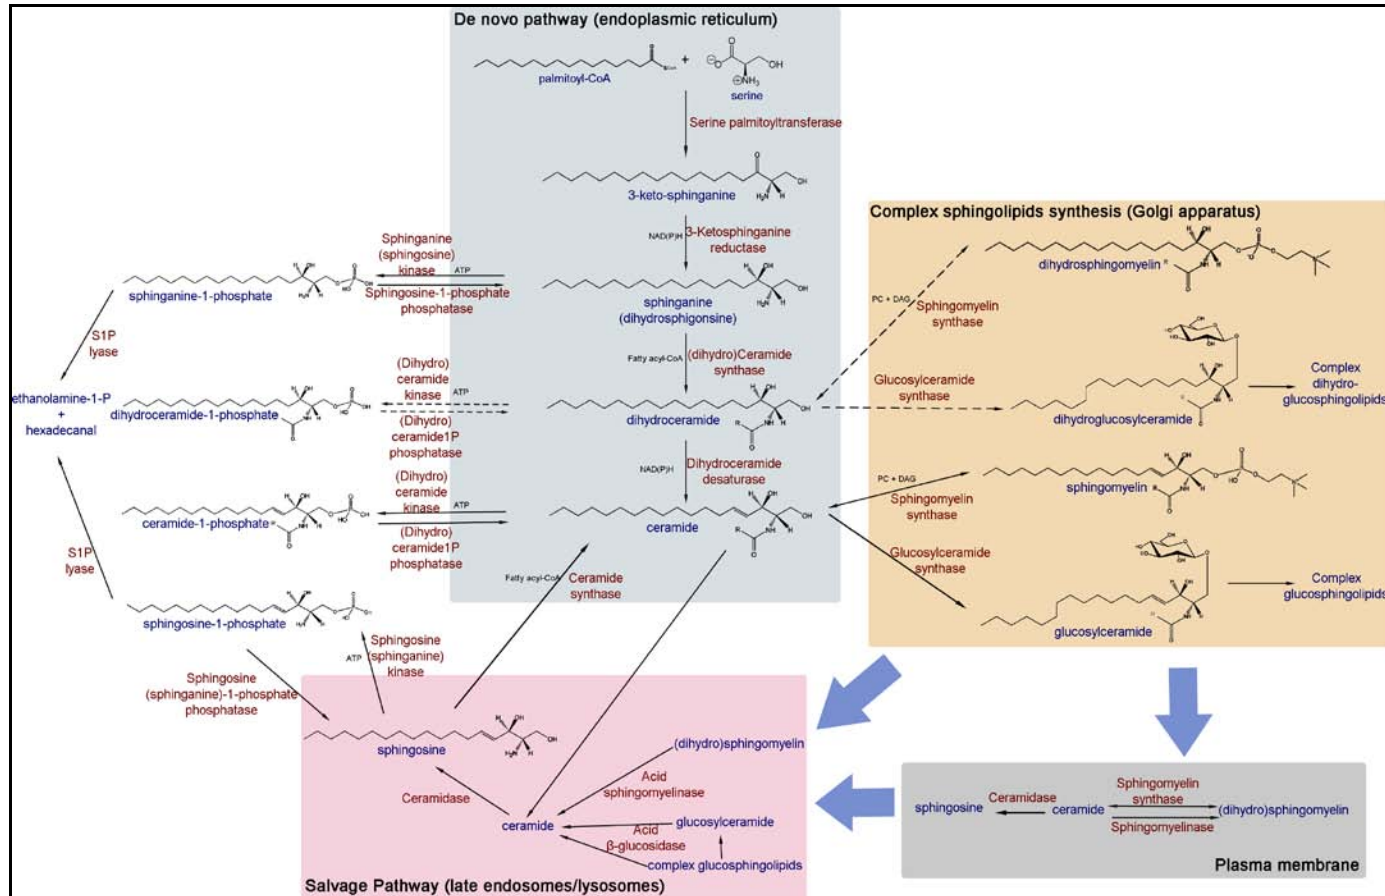 De novo pathway (endoplasmic reticulum)
palmitoyl-CoA
+
serine
Serine palmitoyltransferase
3-keto-sphinganine
NAD(P)H
3-Ketosphinganine
reductase
Sphinganine
(sphingosine)
kinase
ATP
Sphingosine-1-phosphate
phosphatase
sphinganine-1-phosphate
sphinganine
(dihydrosphigonsine)
S1P
lyase
Fatty acyl-CoA
(dihydro)Ceramide
synthase
(Dihydro)
ceramide
kinase
ATP
(Dihydro)
ceramide1P
phosphatase
ethanolamine-1-P
+
hexadecanal
dihydroceramide-1-phosphate
dihydroceramide
NAD(P)H
Dihydroceramide
desaturase
(Dihydro)
ceramide
kinase
ATP
(Dihydro)
ceramide1P
phosphatase
ceramide-1-phosphate
ceramide
S1P
lyase
Fatty acyl-CoA
Ceramide
synthase
sphingosine-1-phosphate
ATP
Sphingosine
(sphinganine)
kinase
Sphingosine
(sphinganine)-1-phosphate
phosphatase
Complex sphingolipids synthesis (Golgi apparatus)
dihydrosphingomyelin
PC + DAG
Sphingomyelin
synthase
Glucosylceramide
synthase
dihydroglucosylceramide
Complex
dihydro-
glucosphingolipids
PC + DAG
Sphingomyelin
synthase
sphingomyelin
Glucosylceramide
synthase
glucosylceramide
Complex
glucosphingolipids
sphingosine
(dihydro)sphingomyelin
Ceramidase
Acid
sphingomyelinase
ceramide
glucosylceramide
Acid
β-glucosidase
complex glucosphingolipids
Salvage Pathway (late endosomes/lysosomes)
sphingosine
Ceramidase
ceramide
Sphingomyelin
synthase
(dihydro)sphingomyelin
Sphingomyelinase
Plasma membrane